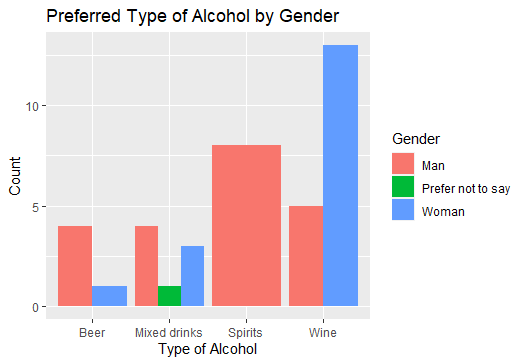 Preferred Type of Alcohol by Gender
Count
10
5
0
Beer
Mixed drinks
Spirits
Wine
Type of Alcohol
Gender
Man
Prefer not to say
Woman